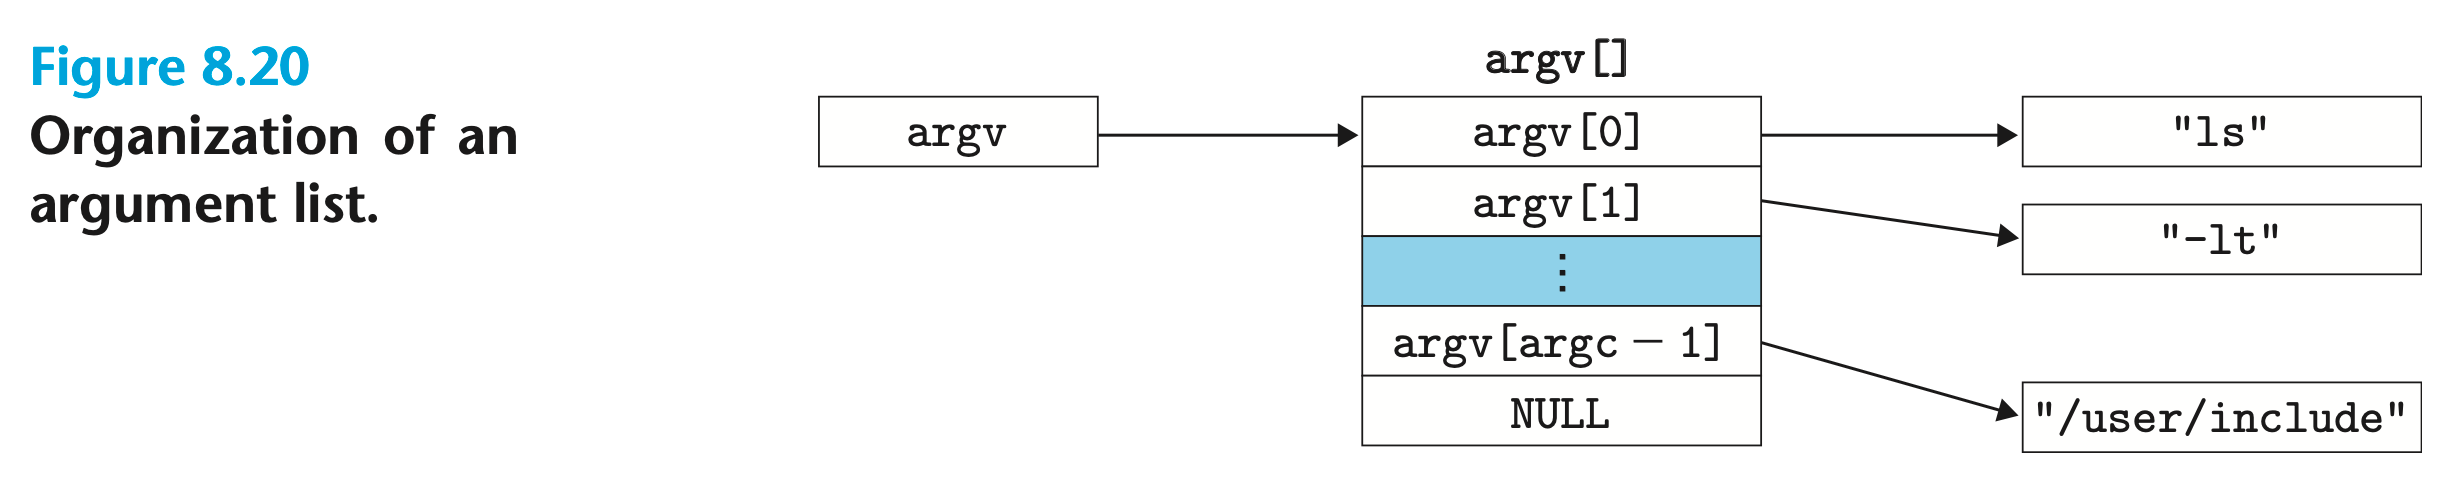 Figure 8.20
Organization of an
argument list.
argv[]
argv
argv[0]
"ls"
argv[1]
"-lt"
⋮
argv[argc − 1]
NULL
"/user/include"